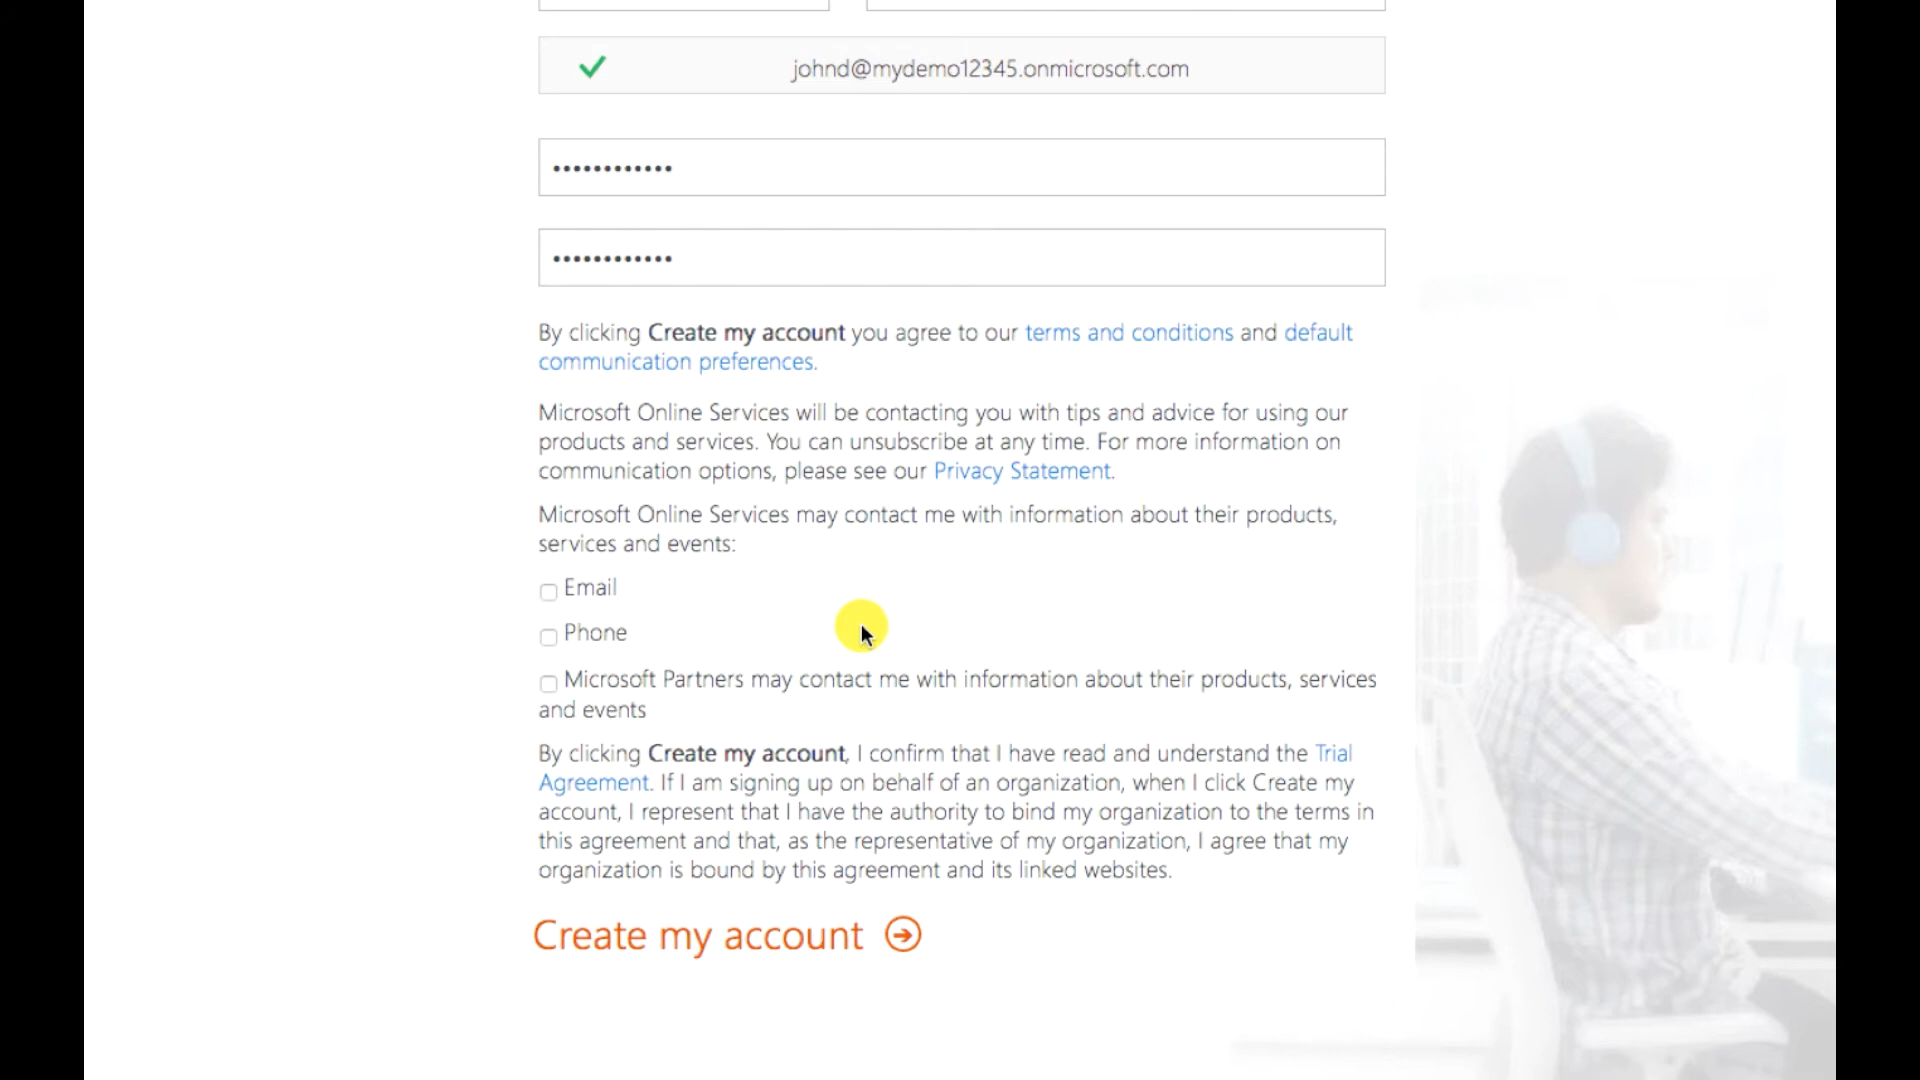 johnd@mydemo12345.onmicrosoft.com
••••••••••••
••••••••••••
By clicking Create my account you agree to our terms and conditions and default
communication preferences.
Microsoft Online Services will be contacting you with tips and advice for using our
products and services. You can unsubscribe at any time. For more information on
communication options, please see our Privacy Statement.
Microsoft Online Services may contact me with information about their products,
services and events:
Email
Phone
Microsoft Partners may contact me with information about their products, services
and events
By clicking Create my account, I confirm that I have read and understand the Trial
Agreement. If I am signing up on behalf of an organization, when I click Create my
account, I represent that I have the authority to bind my organization to the terms in
this agreement and that, as the representative of my organization, I agree that my
organization is bound by this agreement and its linked websites.
Create my account